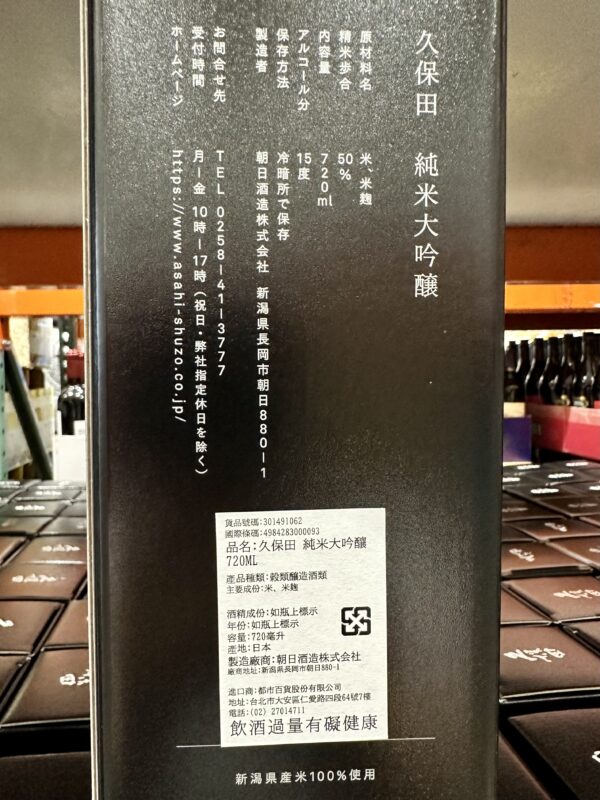 久保田 純米大吟醸
原材料名 米、米麹
精米歩合 50%
内容量 720ml
アルコール分 15度
保存方法 冷暗所で保存
製造者 朝日酒造株式会社 新潟県長岡市朝日880-1
お問合せ先 TEL 0258-41-3777
受付時間 月-金 10時-17時(祝日・弊社指定休日を除く)
ホームページ https://www.asahi-shuzo.co.jp/
貨品號碼:301491062
國際條碼:4984283000093
品名:久保田 純米大吟醸
720ML
產品種類:穀類釀造酒類
主要成份:米、米麴
酒精成份:如瓶上標示
年份:如瓶上標示
容量:720毫升
產地:日本
製造廠商:朝日酒造株式会社
廠商地址:新潟県長岡市朝日880-1
進口商:都市百貨股份有限公司
地址:台北市大安區仁愛路四段64號7樓
電話:(02) 27014711
飲酒過量有礙健康
新潟県産米100%使用